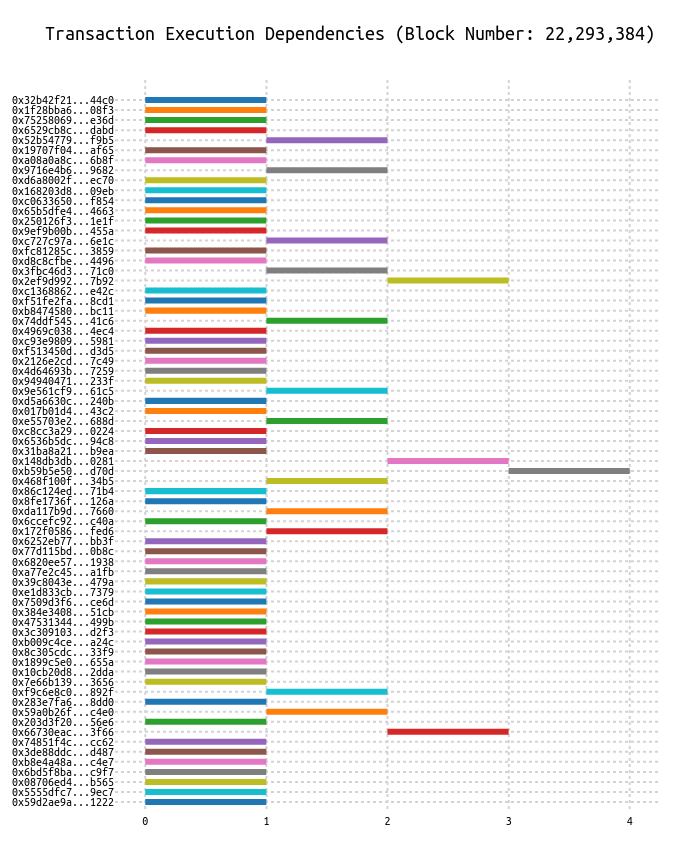 Transaction Execution Dependencies (Block Number: 22,293,384)
0x32b42f21...44c0
0x1f28bba6...08f3
0x75258069...e36d
0x6529cb8c...dabd
0x52b54779...f9b5
0x19707f04...af65
0xa08a0a8c...6b8f
0x9716e4b6...9682
0xd6a8002f...ec70
0x168203d8...09eb
0xc0633650...f854
0x65b5dfe4...4663
0x250126f3...1e1f
0x9ef9b00b...455a
0xc727c97a...6e1c
0xfc81285c...3859
0xd8c8cfbe...4496
0x3fbc46d3...71c0
0x2ef9d992...7b92
0xc1368862...e42c
0xf51fe2fa...8cd1
0xb8474580...bc11
0x74ddf545...41c6
0x4969c038...4ec4
0xc93e9809...5981
0xf513450d...d3d5
0x2126e2cd...7c49
0x4d64693b...7259
0x94940471...233f
0x9e561cf9...61c5
0xd5a6630c...240b
0x017b01d4...43c2
0xe55703e2...688d
0xc8cc3a29...0224
0x6536b5dc...94c8
0x31ba8a21...b9ea
0x148db3db...0281
0xb59b5e50...d70d
0x468f100f...34b5
0x86c124ed...71b4
0x8fe1736f...126a
0xda117b9d...7660
0x6ccefc92...c40a
0x172f0586...fed6
0x6252eb77...bb3f
0x77d115bd...0b8c
0x6820ee57...1938
0xa77e2c45...a1fb
0x39c8043e...479a
0xe1d833cb...7379
0x7509d3f6...ce6d
0x384e3408...51cb
0x47531344...499b
0x3c309103...d2f3
0xb009c4ce...a24c
0x8c305cdc...33f9
0x1899c5e0...655a
0x10cb20d8...2dda
0x7e66b139...3656
0xf9c6e8c0...892f
0x283e7fa6...8dd0
0x59a0b26f...c4e0
0x203d3f20...56e6
0x66730eac...3f66
0x74851f4c...cc62
0x3de88ddc...d487
0xb8e4a48a...c4e7
0x6bd5f8ba...c9f7
0x08706ed4...b565
0x5555dfc7...9ec7
0x59d2ae9a...1222
0 1 2 3 4